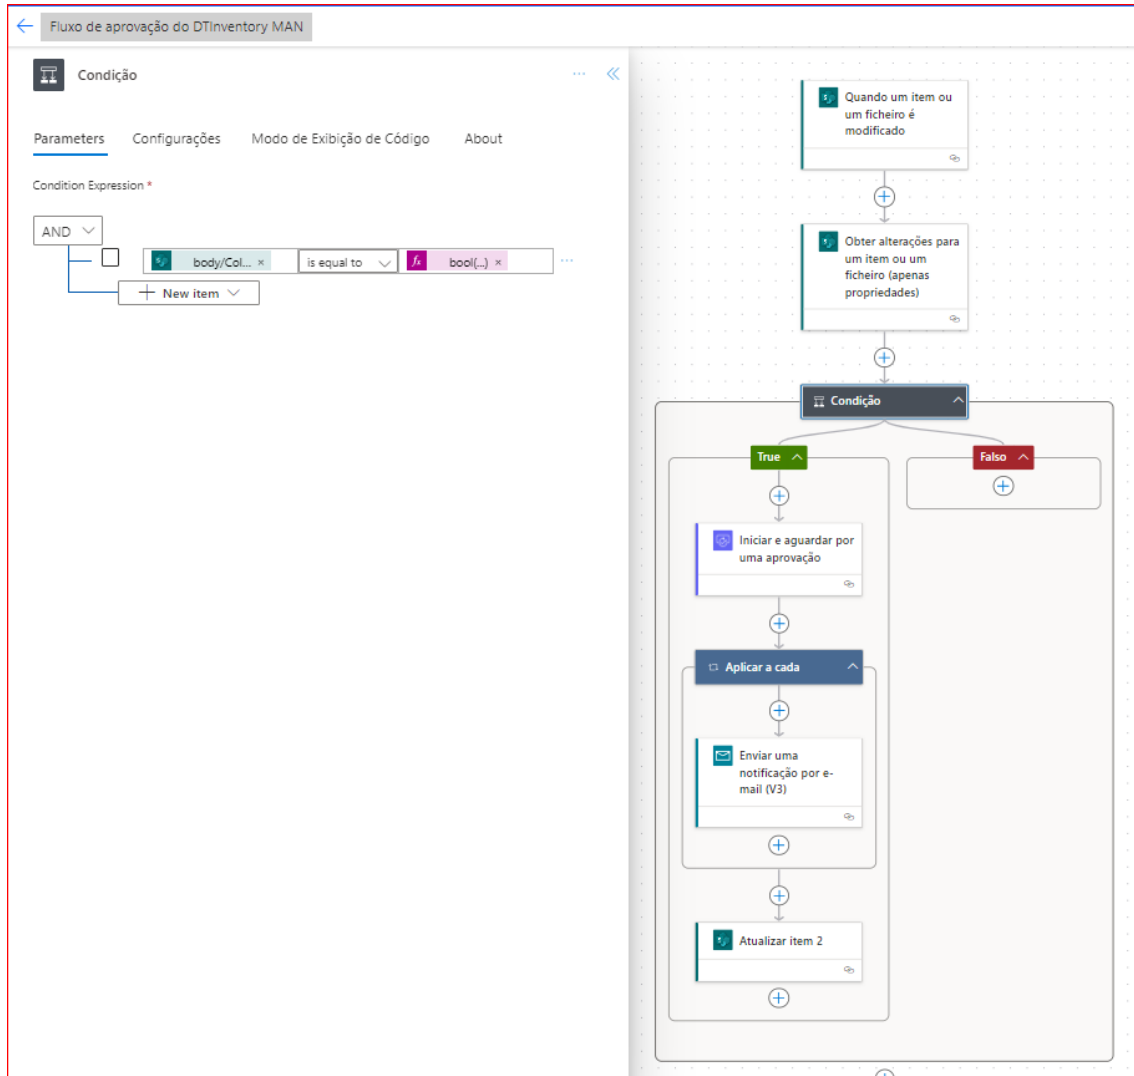 Fluxo de aprovação do DTInventory MAN
Condição
Parameters
Configurações
Modo de Exibição de Código
About
Condition Expression *
AND
body/Col... ×
is equal to
fx
bool(...) ×
New item
Quando um item ou
um ficheiro é
modificado
Obter alterações para
um item ou um
ficheiro (apenas
propriedades)
Condição
True
Falso
Iniciar e aguardar por
uma aprovação
Aplicar a cada
Enviar uma
notificação por e-
mail (V3)
Atualizar item 2